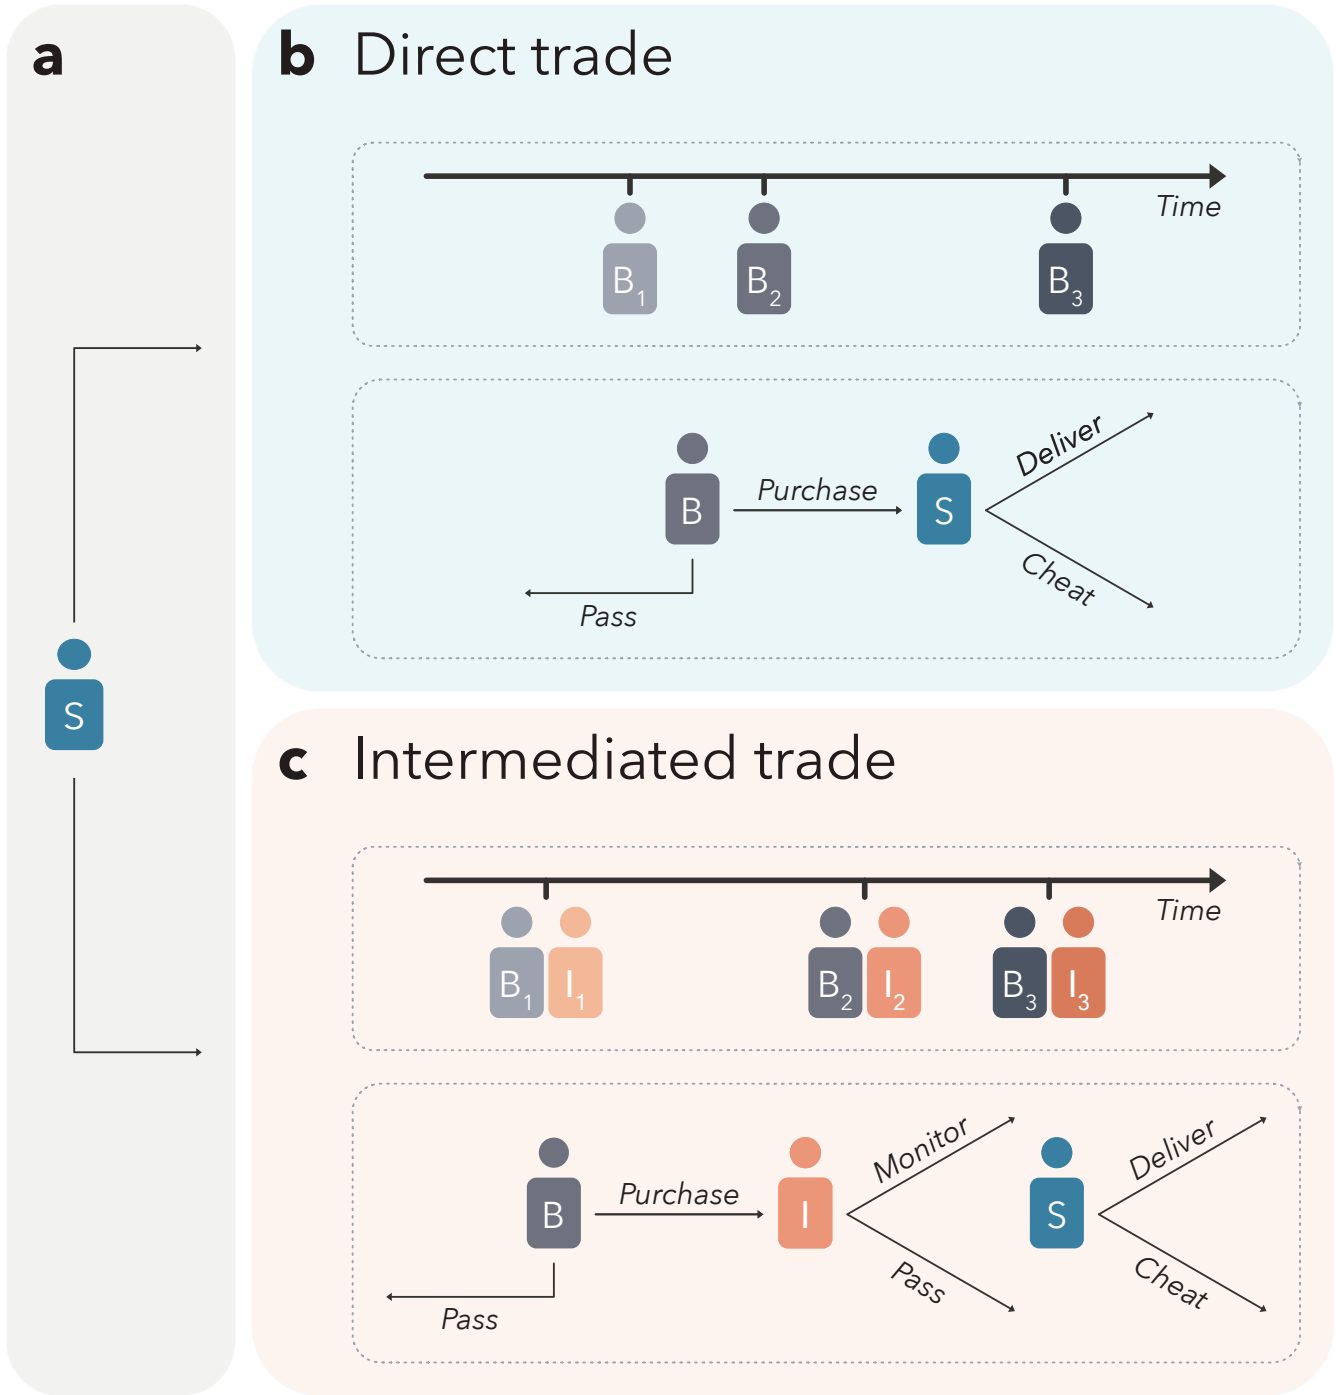 a
S
b Direct trade
Time
B1 B2 B3
Deliver
Purchase
B S
Cheat
Pass
c Intermediated trade
Time
B1 I1 B2 I2 B3 I3
Monitor Deliver
Purchase
B I S
Pass Cheat
Pass